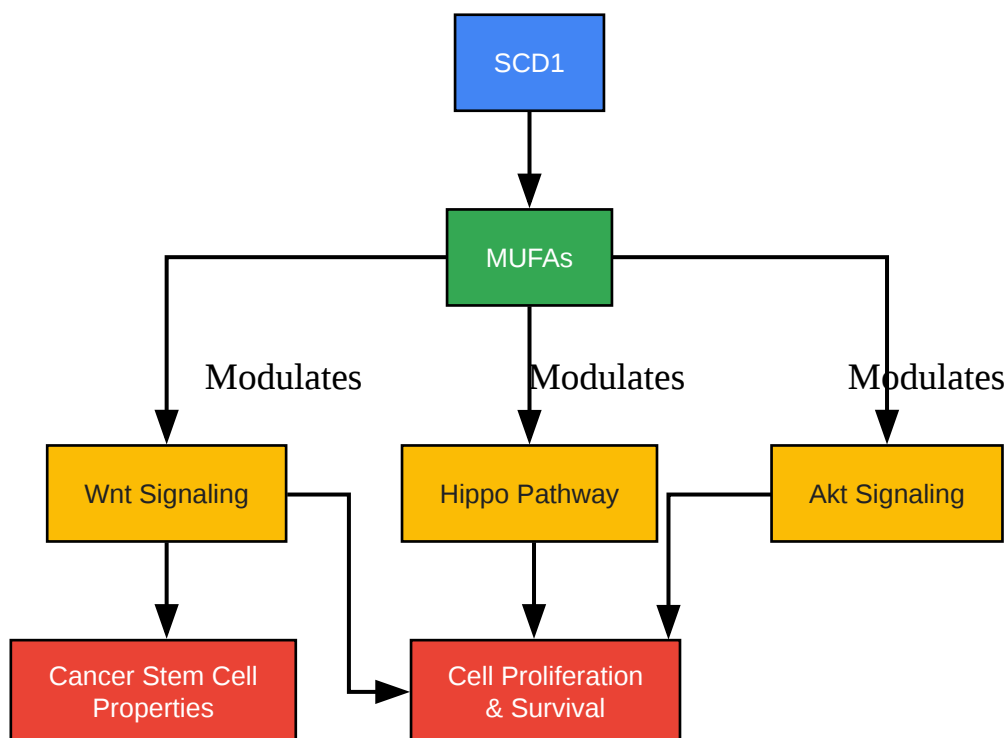 SCD1
MUFAs
Modulates
Modulates
Modulates
Wnt Signaling
Hippo Pathway
Akt Signaling
Cancer Stem Cell
Properties
Cell Proliferation
& Survival